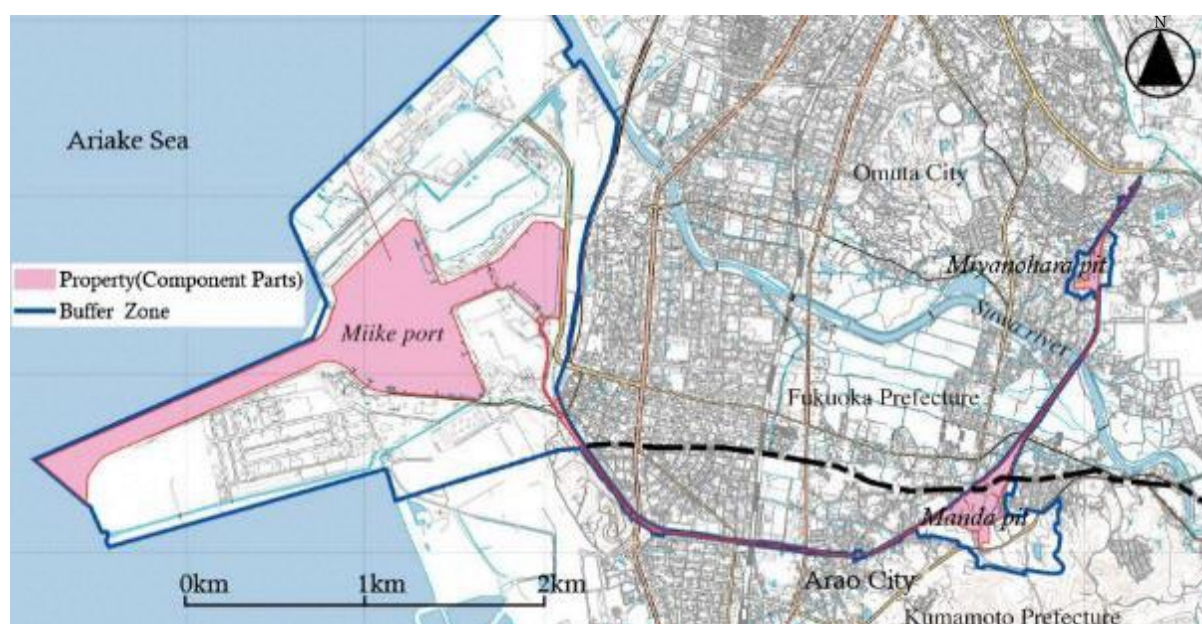 N
Ariake Sea
Omuta City
Miyanohara pit
Property(Component Parts)
Buffer Zone
Suwa river
Miike port
Fukuoka Prefecture
Manda pit
Arao City
0km 1km 2km
Kumamoto Prefecture